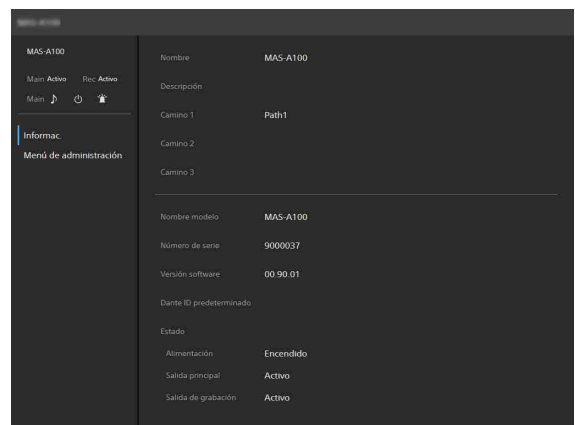 MAS-A100
Main Activo Rec Activo
Main
Informac.
Menú de administración
Nombre MAS-A100
Descripción
Camino 1 Path1
Camino 2
Camino 3
Nombre modelo MAS-A100
Número de serie 9000037
Versión software 00.90.01
Dante ID predeterminado
Estado
Alimentación Encendido
Salida principal Activo
Salida de grabación Activo